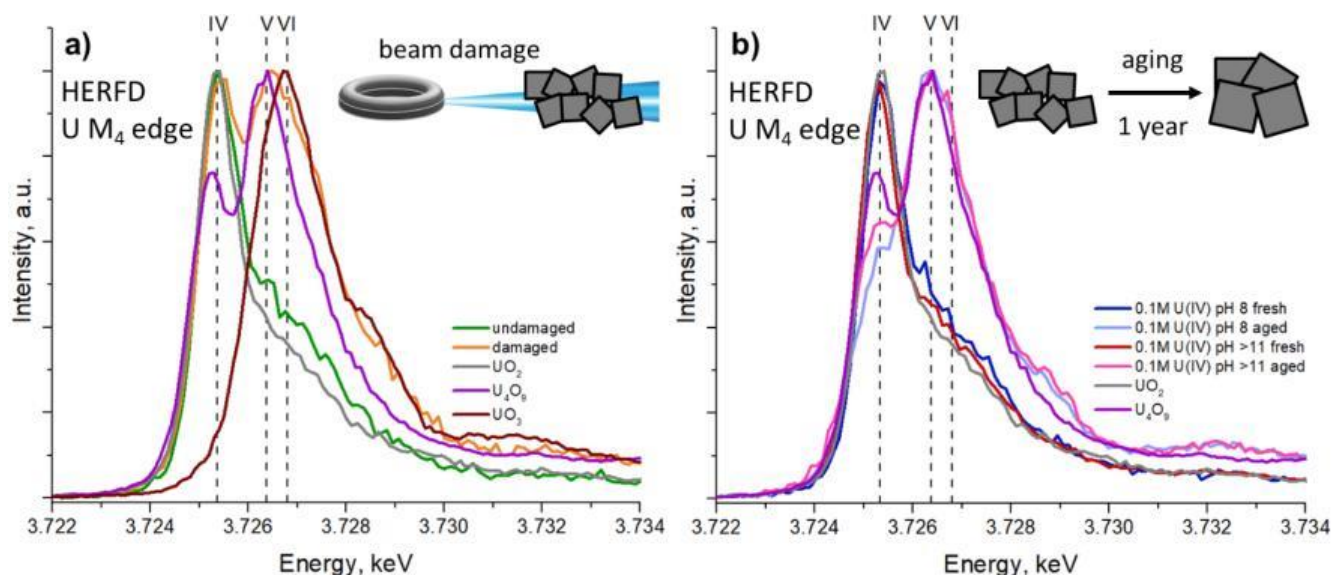 a)
IV V VI
HERFD
U M₄ edge
beam damage
undamaged
damaged
UO₂
U₄O₉
UO₃
Intensity, a.u.
3.722 3.724 3.726 3.728 3.730 3.732 3.734
Energy, keV
b)
IV V VI
HERFD
U M₄ edge
aging
1 year
0.1M U(IV) pH 8 fresh
0.1M U(IV) pH 8 aged
0.1M U(IV) pH >11 fresh
0.1M U(IV) pH >11 aged
UO₂
U₄O₉
Intensity, a.u.
3.722 3.724 3.726 3.728 3.730 3.732 3.734
Energy, keV